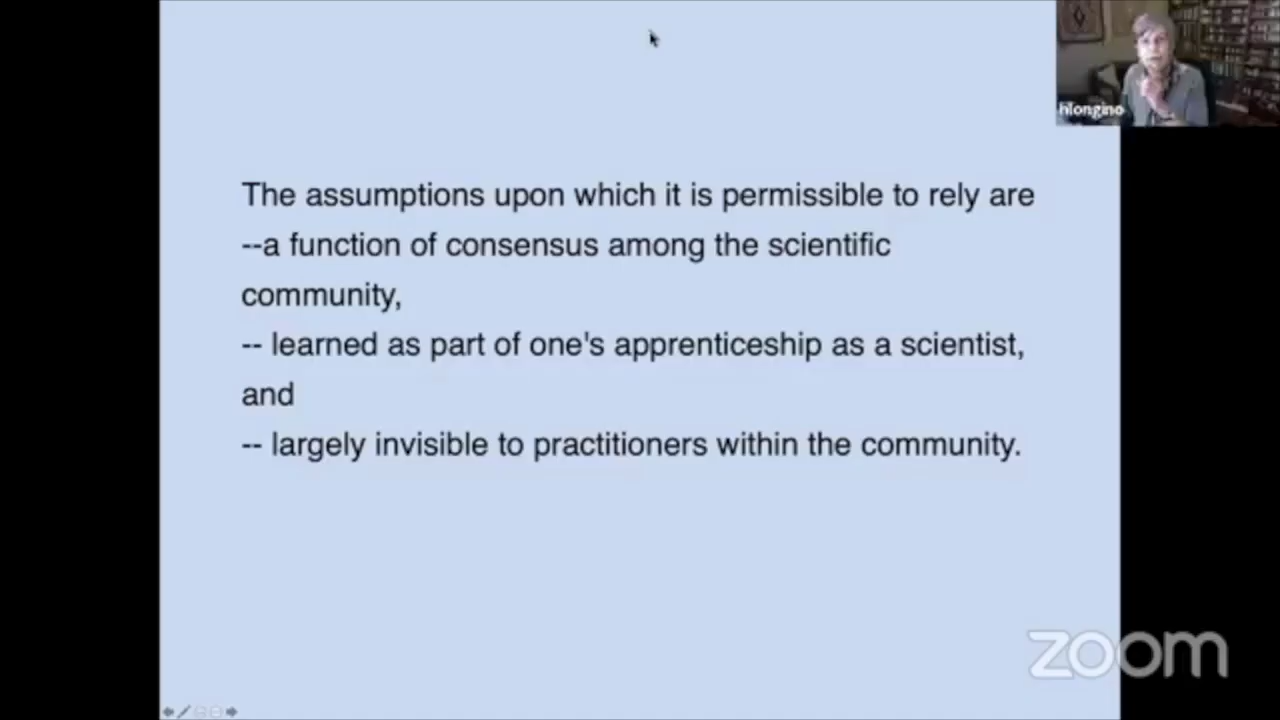 hlongino
The assumptions upon which it is permissible to rely are
--a function of consensus among the scientific
community,
-- learned as part of one's apprenticeship as a scientist,
and
-- largely invisible to practitioners within the community.
zoom